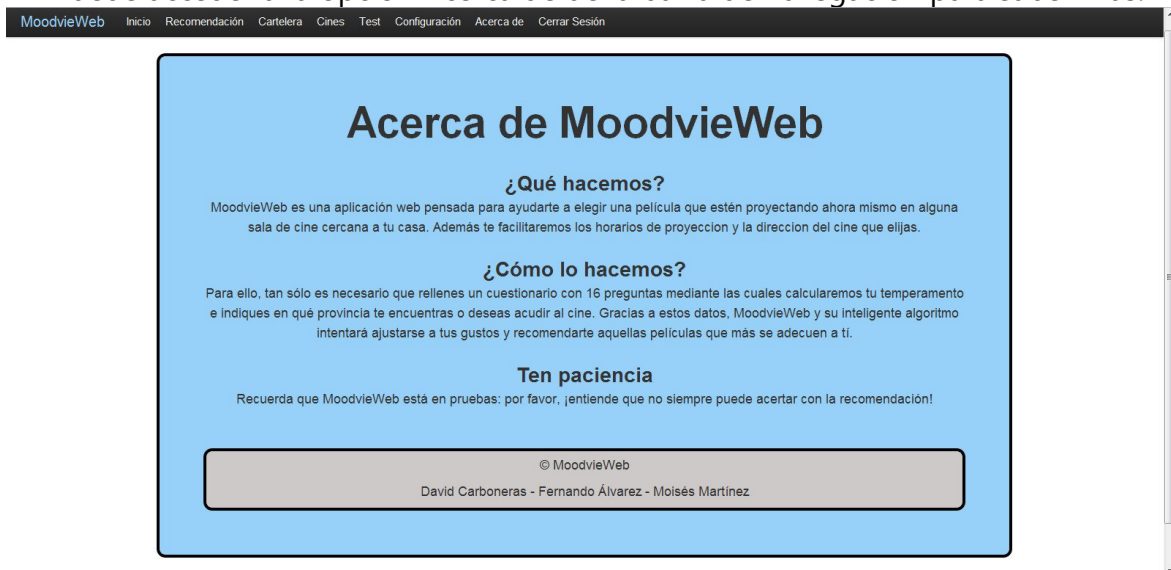 MoodvieWeb Inicio Recomendación Cartelera Cines Test Configuración Acerca de Cerrar Sesión
Acerca de MoodvieWeb
¿Qué hacemos?
MoodvieWeb es una aplicación web pensada para ayudarte a elegir una película que estén proyectando ahora mismo en alguna
sala de cine cercana a tu casa. Además te facilitaremos los horarios de proyeccion y la direccion del cine que elijas.
¿Cómo lo hacemos?
Para ello, tan sólo es necesario que rellenes un cuestionario con 16 preguntas mediante las cuales calcularemos tu temperamento
e indiques en qué provincia te encuentras o deseas acudir al cine. Gracias a estos datos, MoodvieWeb y su inteligente algoritmo
intentará ajustarse a tus gustos y recomendarte aquellas películas que más se adecuen a tí.
Ten paciencia
Recuerda que MoodvieWeb está en pruebas: por favor, ¡entiende que no siempre puede acertar con la recomendación!
© MoodvieWeb
David Carboneras - Fernando Álvarez - Moisés Martínez